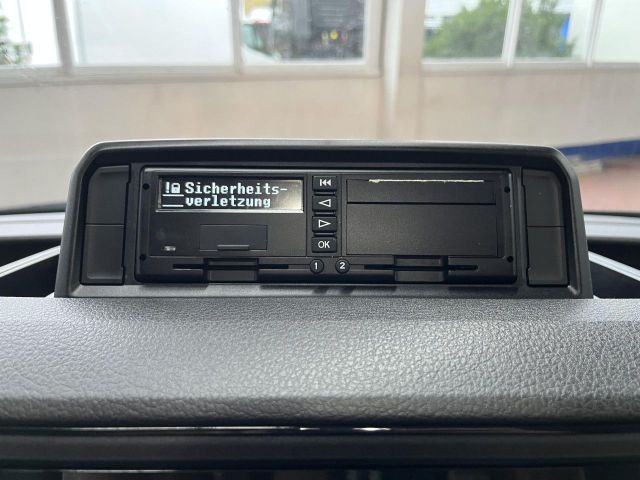 ! Sicherheits-
verletzung
OK
1 2